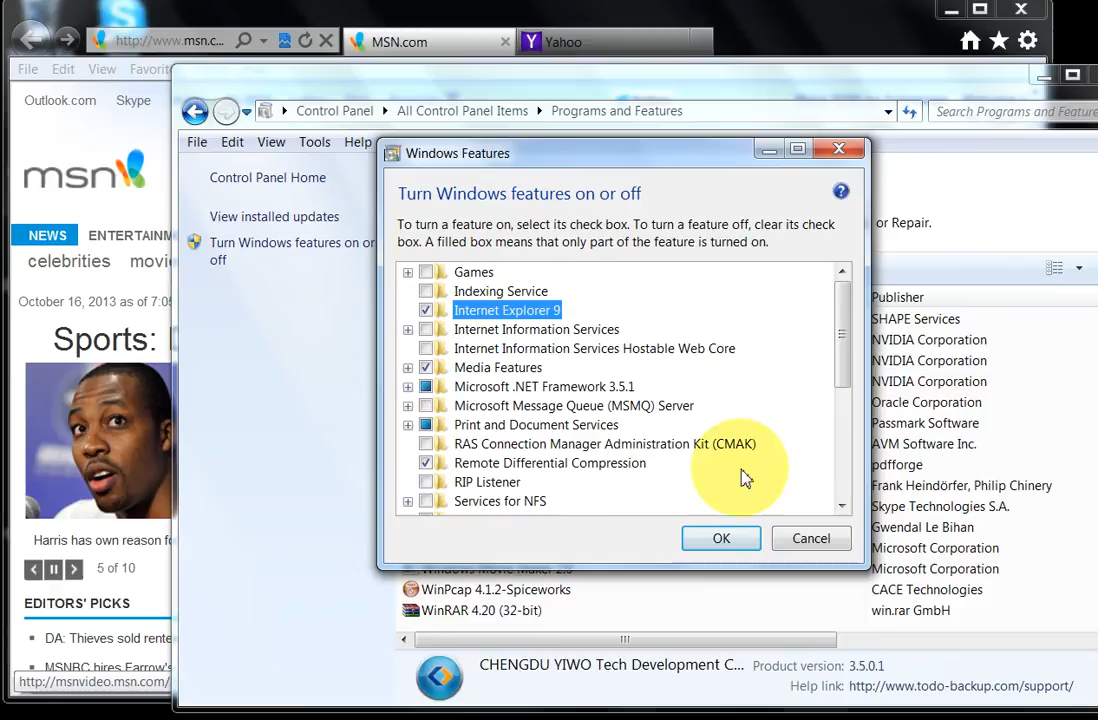 http://www.msn.c...
MSN.com
Yahoo
File Edit View Favorit
Outlook.com Skype
msn
NEWS ENTERTAINM
celebrities movi
October 16, 2013 as of 7:05
Sports:
Harris has own reason f
5 of 10
EDITORS' PICKS
DA: Thieves sold rente
MSNBC hires Farrow's
http://msnvideo.msn.com/
Control Panel All Control Panel Items Programs and Features
Search Programs and Feature
File Edit View Tools Help
Control Panel Home
View installed updates
Turn Windows features on or
off
or Repair.
Windows Features
Turn Windows features on or off
To turn a feature on, select its check box. To turn a feature off, clear its check
box. A filled box means that only part of the feature is turned on.
Games
Indexing Service
Internet Explorer 9
Internet Information Services
Internet Information Services Hostable Web Core
Media Features
Microsoft .NET Framework 3.5.1
Microsoft Message Queue (MSMQ) Server
Print and Document Services
RAS Connection Manager Administration Kit (CMAK)
Remote Differential Compression
RIP Listener
Services for NFS
OK Cancel
Publisher
SHAPE Services
NVIDIA Corporation
NVIDIA Corporation
NVIDIA Corporation
Oracle Corporation
Passmark Software
AVM Software Inc.
pdfforge
Frank Heindörfer, Philip Chinery
Skype Technologies S.A.
Gwendal Le Bihan
Microsoft Corporation
Microsoft Corporation
WinPcap 4.1.2-Spiceworks CACE Technologies
WinRAR 4.20 (32-bit) win.rar GmbH
CHENGDU YIWO Tech Development C... Product version: 3.5.0.1
Help link: http://www.todo-backup.com/support/